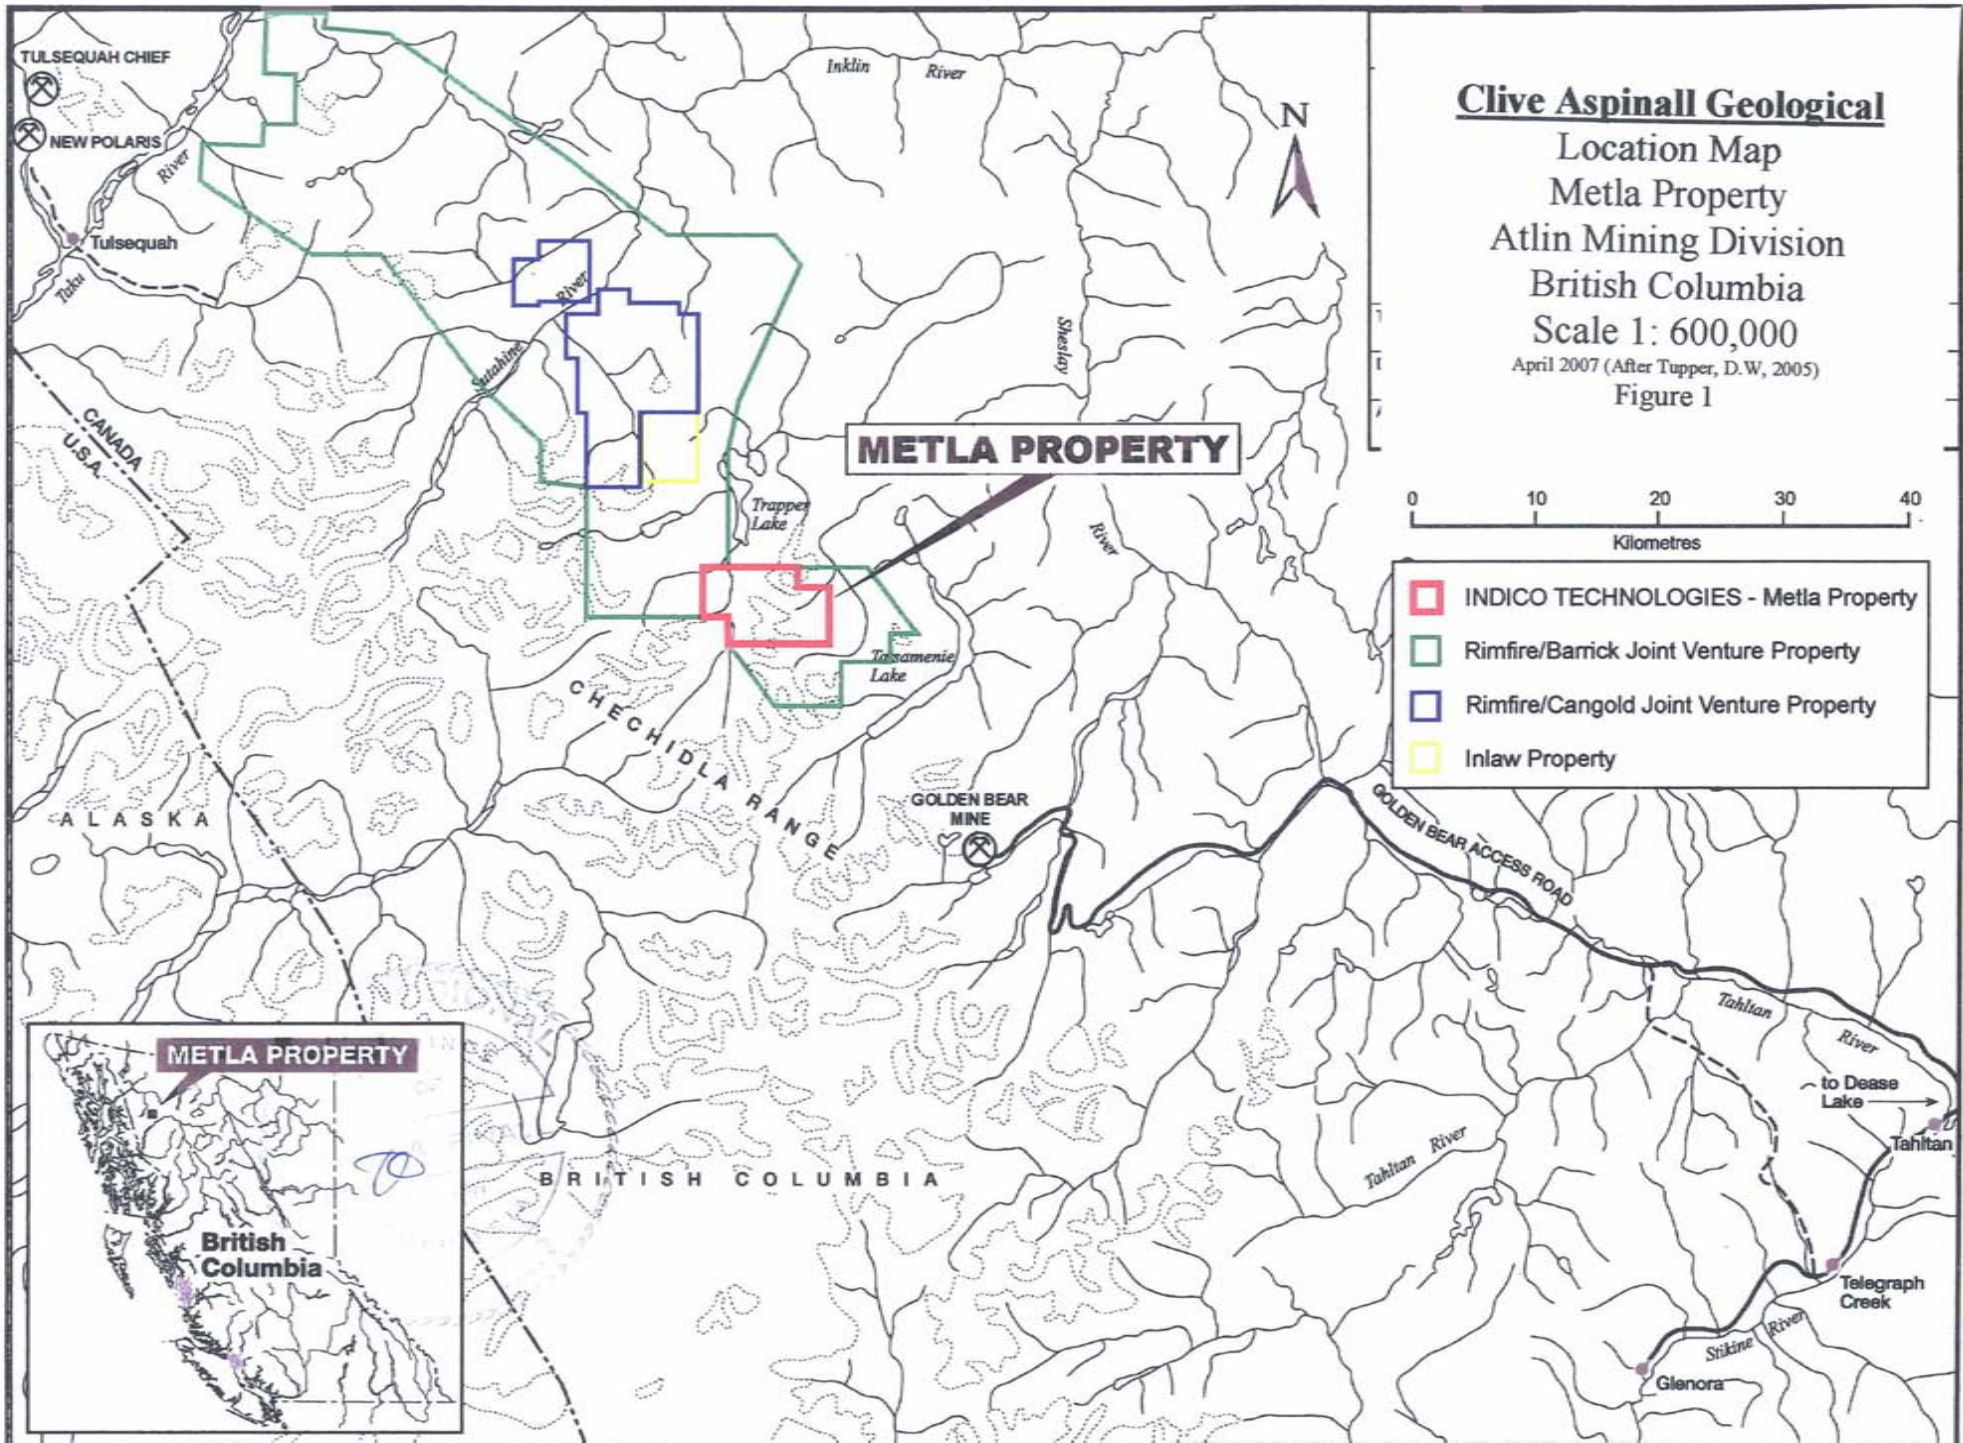 TULSEQUAH CHIEF
NEW POLARIS
River
Tulsequah
Taku
Inklin River
N
Clive Aspinall Geological
Location Map
Metla Property
Atlin Mining Division
British Columbia
Scale 1: 600,000
April 2007 (After Tupper, D.W, 2005)
Figure 1
River
Sutahine
Sheslay
CANADA
U.S.A.
METLA PROPERTY
Trapper
Lake
River
0 10 20 30 40
Kilometres
INDICO TECHNOLOGIES - Metla Property
Rimfire/Barrick Joint Venture Property
Rimfire/Cangold Joint Venture Property
Inlaw Property
Tatsamenie
Lake
CHECHIDLA RANGE
ALASKA
GOLDEN BEAR
MINE
GOLDEN BEAR ACCESS ROAD
Tahltan
River
to Dease
Lake
Tahltan
METLA PROPERTY
British
Columbia
BRITISH COLUMBIA
Tahltan River
Telegraph
Creek
Stikine River
Glenora